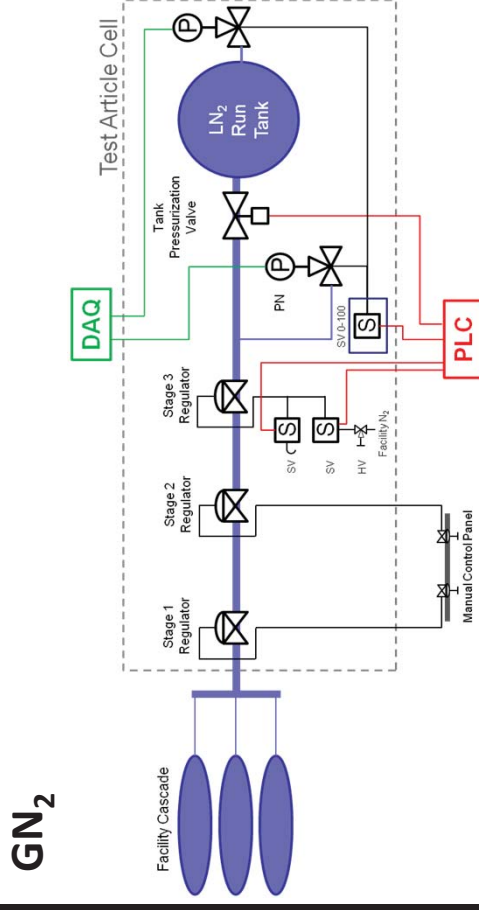 GN₂
Facility Cascade
Test Article Cell
Stage 1
Regulator
Stage 2
Regulator
Stage 3
Regulator
Tank
Pressurization
Valve
LN₂
Run
Tank
P
P
PN
DAQ
SV
S
SV
S
HV
Facility N₂
SV 0-100
S
PLC
Manual Control Panel